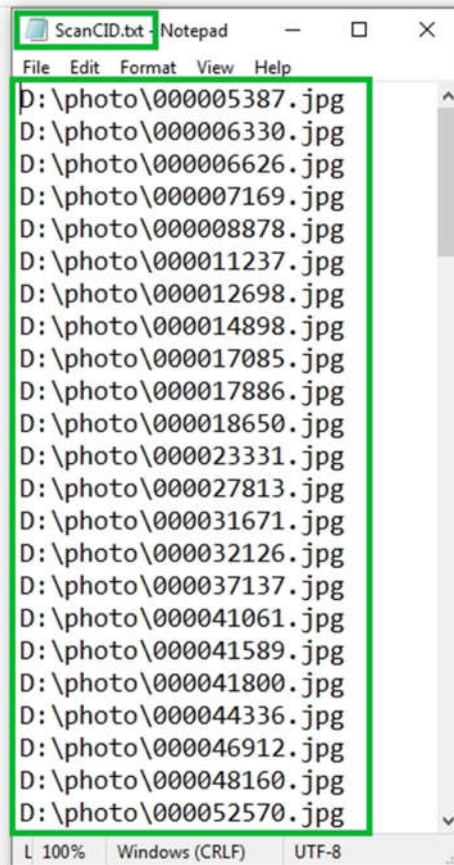 ScanCID.txt - Notepad
File Edit Format View Help
D:\photo\000005387.jpg
D:\photo\000006330.jpg
D:\photo\000006626.jpg
D:\photo\000007169.jpg
D:\photo\000008878.jpg
D:\photo\000011237.jpg
D:\photo\000012698.jpg
D:\photo\000014898.jpg
D:\photo\000017085.jpg
D:\photo\000017886.jpg
D:\photo\000018650.jpg
D:\photo\000023331.jpg
D:\photo\000027813.jpg
D:\photo\000031671.jpg
D:\photo\000032126.jpg
D:\photo\000037137.jpg
D:\photo\000041061.jpg
D:\photo\000041589.jpg
D:\photo\000041800.jpg
D:\photo\000044336.jpg
D:\photo\000046912.jpg
D:\photo\000048160.jpg
D:\photo\000052570.jpg
L 100% Windows (CRLF) UTF-8